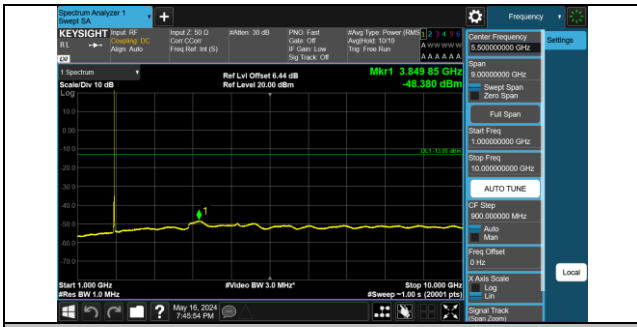 Spectrum Analyzer 1
Swept SA
Frequency
KEYSIGHT
Input: RF
Coupling: DC
Align: Auto
Input Z: 50 Ω
Corr CCorr
Freq Ref: Int (S)
#Atten: 30 dB
PNO: Fast
Gate: Off
IF Gain: Low
Sig Track: Off
#Avg Type: Power (RMS
Avg|Hold: 10/10
Trig: Free Run
1 2 3 4 5 6
A W W W W W
A A A A A A
1 Spectrum
Scale/Div 10 dB
Log
Ref Lvl Offset 6.44 dB
Ref Level 20.00 dBm
Mkr1 3.849 85 GHz
-48.380 dBm
10.0
0.00
-10.0
DL1 -13.00 dBm
-20.0
-30.0
-40.0
1
-50.0
-60.0
-70.0
Start 1.000 GHz
#Res BW 1.0 MHz
#Video BW 3.0 MHz*
Stop 10.000 GHz
#Sweep ~1.00 s (20001 pts)
May 16, 2024
7:45:54 PM
Center Frequency
5.500000000 GHz
Settings
Span
9.00000000 GHz
Swept Span
Zero Span
Full Span
Start Freq
1.000000000 GHz
Stop Freq
10.000000000 GHz
AUTO TUNE
CF Step
900.000000 MHz
Auto
Man
Freq Offset
0 Hz
X Axis Scale
Log
Lin
Local
Signal Track
(Span Zoom)